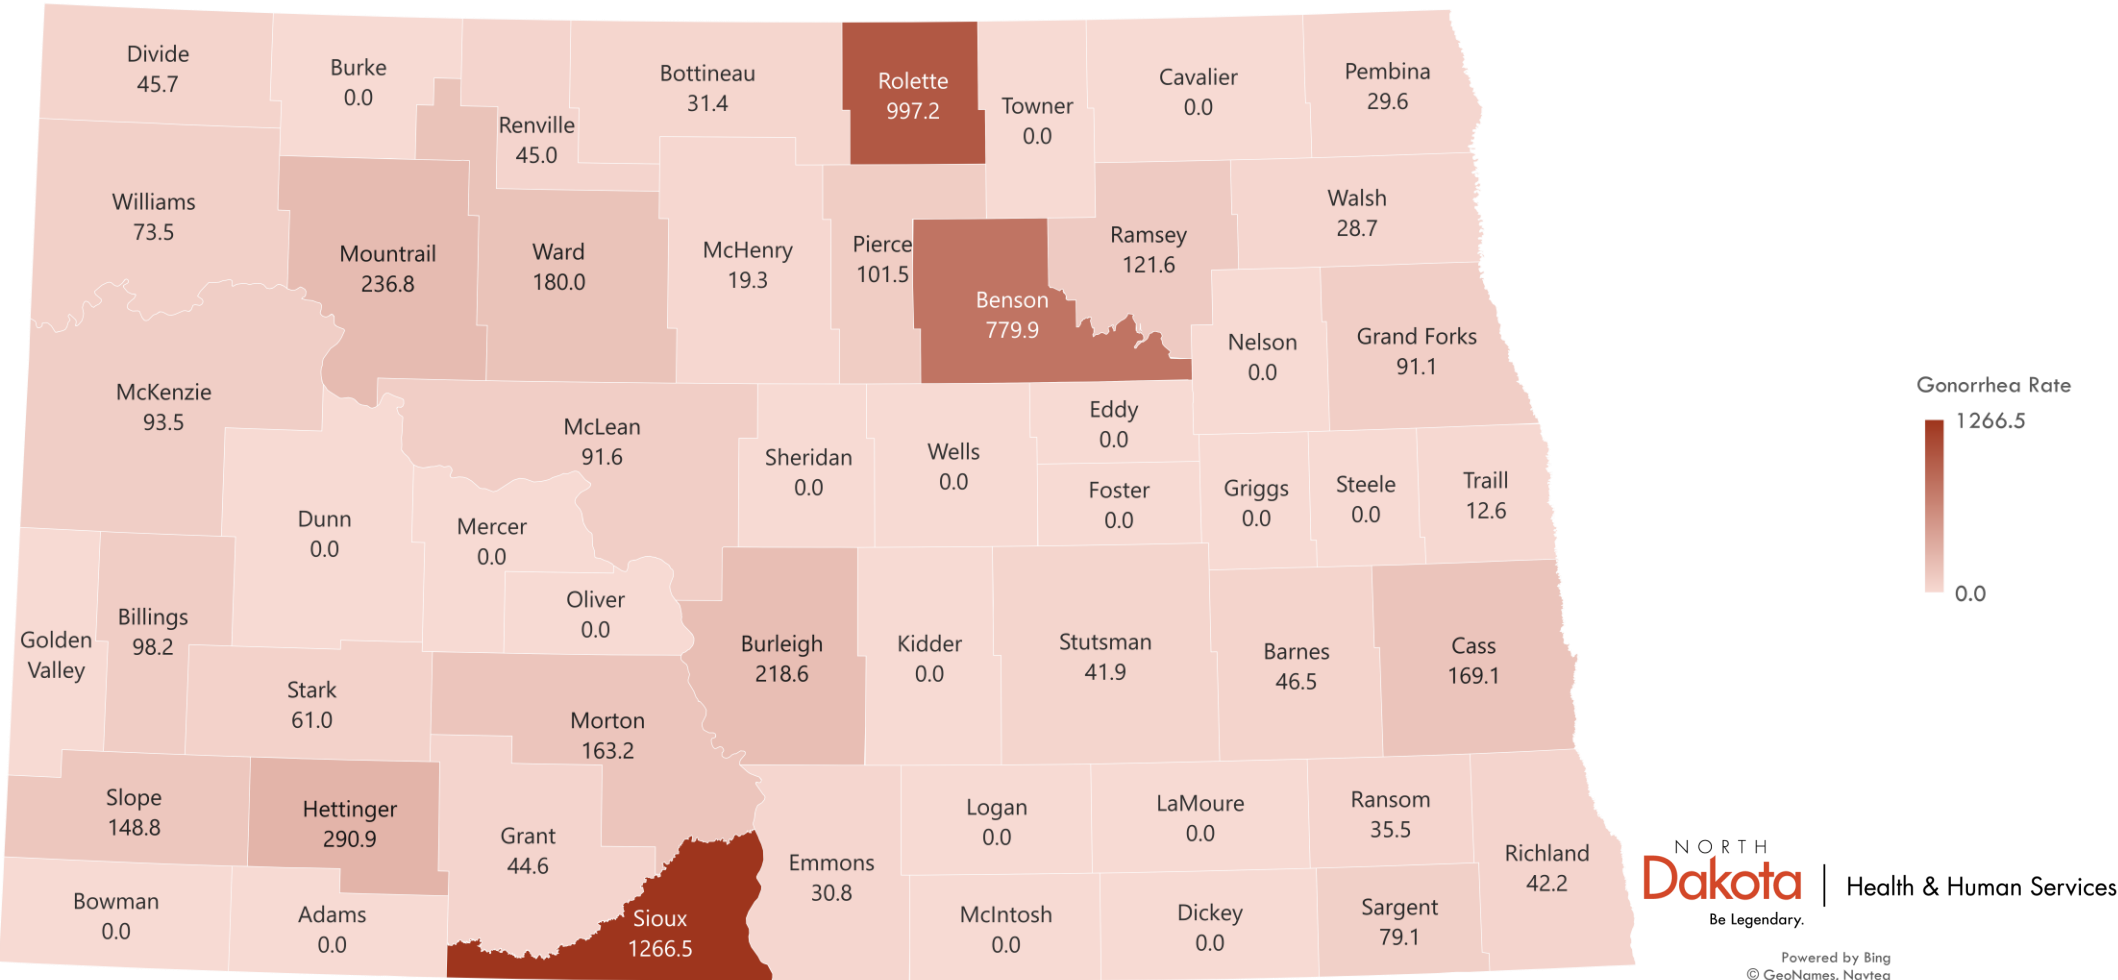 Divide
45.7
Burke
0.0
Renville
45.0
Bottineau
31.4
Rolette
997.2
Towner
0.0
Cavalier
0.0
Pembina
29.6
Williams
73.5
Mountrail
236.8
Ward
180.0
McHenry
19.3
Pierce
101.5
Benson
779.9
Ramsey
121.6
Walsh
28.7
Nelson
0.0
Grand Forks
91.1
McKenzie
93.5
McLean
91.6
Sheridan
0.0
Wells
0.0
Eddy
0.0
Foster
0.0
Griggs
0.0
Steele
0.0
Traill
12.6
Dunn
0.0
Mercer
0.0
Oliver
0.0
Golden
Valley
Billings
98.2
Stark
61.0
Morton
163.2
Burleigh
218.6
Kidder
0.0
Stutsman
41.9
Barnes
46.5
Cass
169.1
Slope
148.8
Hettinger
290.9
Grant
44.6
Bowman
0.0
Adams
0.0
Sioux
1266.5
Emmons
30.8
Logan
0.0
LaMoure
0.0
Ransom
35.5
Richland
42.2
McIntosh
0.0
Dickey
0.0
Sargent
79.1
Gonorrhea Rate
1266.5
0.0
NORTH
Dakota
Be Legendary.
Health & Human Services
Powered by Bing
© GeoNames, Navteq